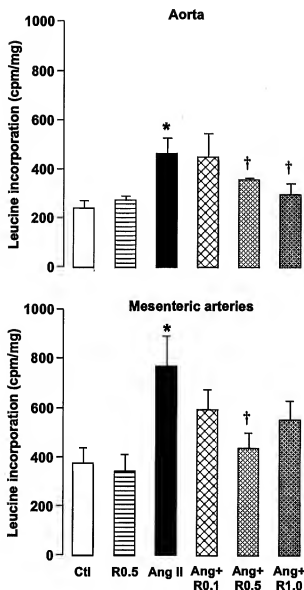 Aorta
Leucine incorporation (cpm/mg)
1000
800
600
400
200
0
*
†
†
Mesenteric arteries
Leucine incorporation (cpm/mg)
1000
800
600
400
200
0
*
†
Ctl R0.5 Ang II Ang+ Ang+ Ang+
R0.1 R0.5 R1.0